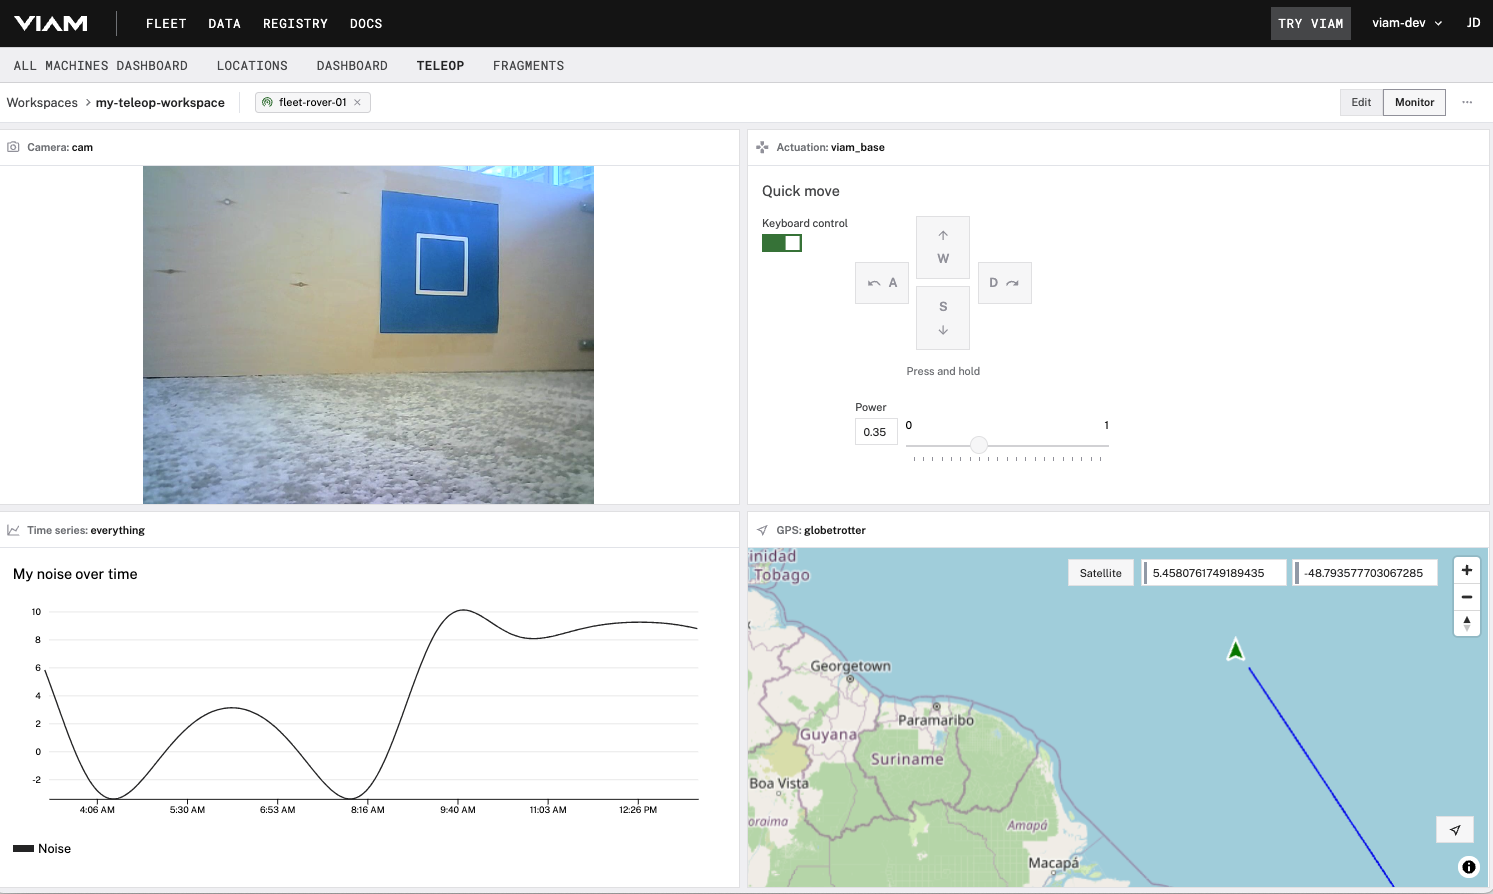 VIAM
FLEET DATA REGISTRY DOCS
TRY VIAM
viam-dev
JD
ALL MACHINES DASHBOARD LOCATIONS DASHBOARD TELEOP FRAGMENTS
Workspaces > my-teleop-workspace
fleet-rover-01 ×
Edit Monitor ...
Camera: cam
Actuation: viam_base
Quick move
Keyboard control
↑
W
A
D
S
↓
Press and hold
Power
0.35
0 1
Time series: everything
My noise over time
10
8
6
4
2
0
-2
4:06 AM 5:30 AM 6:53 AM 8:16 AM 9:40 AM 11:03 AM 12:26 PM
Noise
GPS: globetrotter
inidad
Tobago
Satellite
5.4580761749189435
-48.793577703067285
+
−
Georgetown
Paramaribo
Guyana
Suriname
Boa Vista
oraima
Amapá
Macapá
i